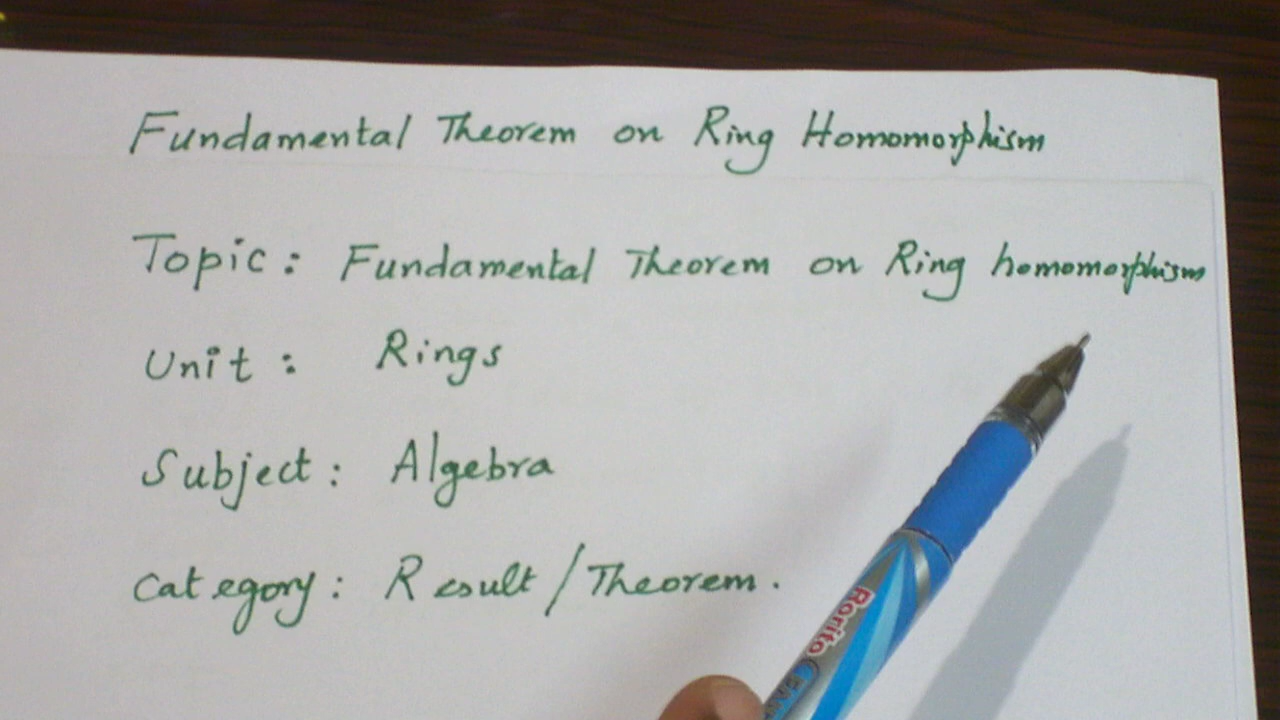 Fundamental Theorem on Ring Homomorphism
Topic: Fundamental Theorem on Ring homomorphism
Unit: Rings
Subject: Algebra
Category: Result/Theorem.
Rorito